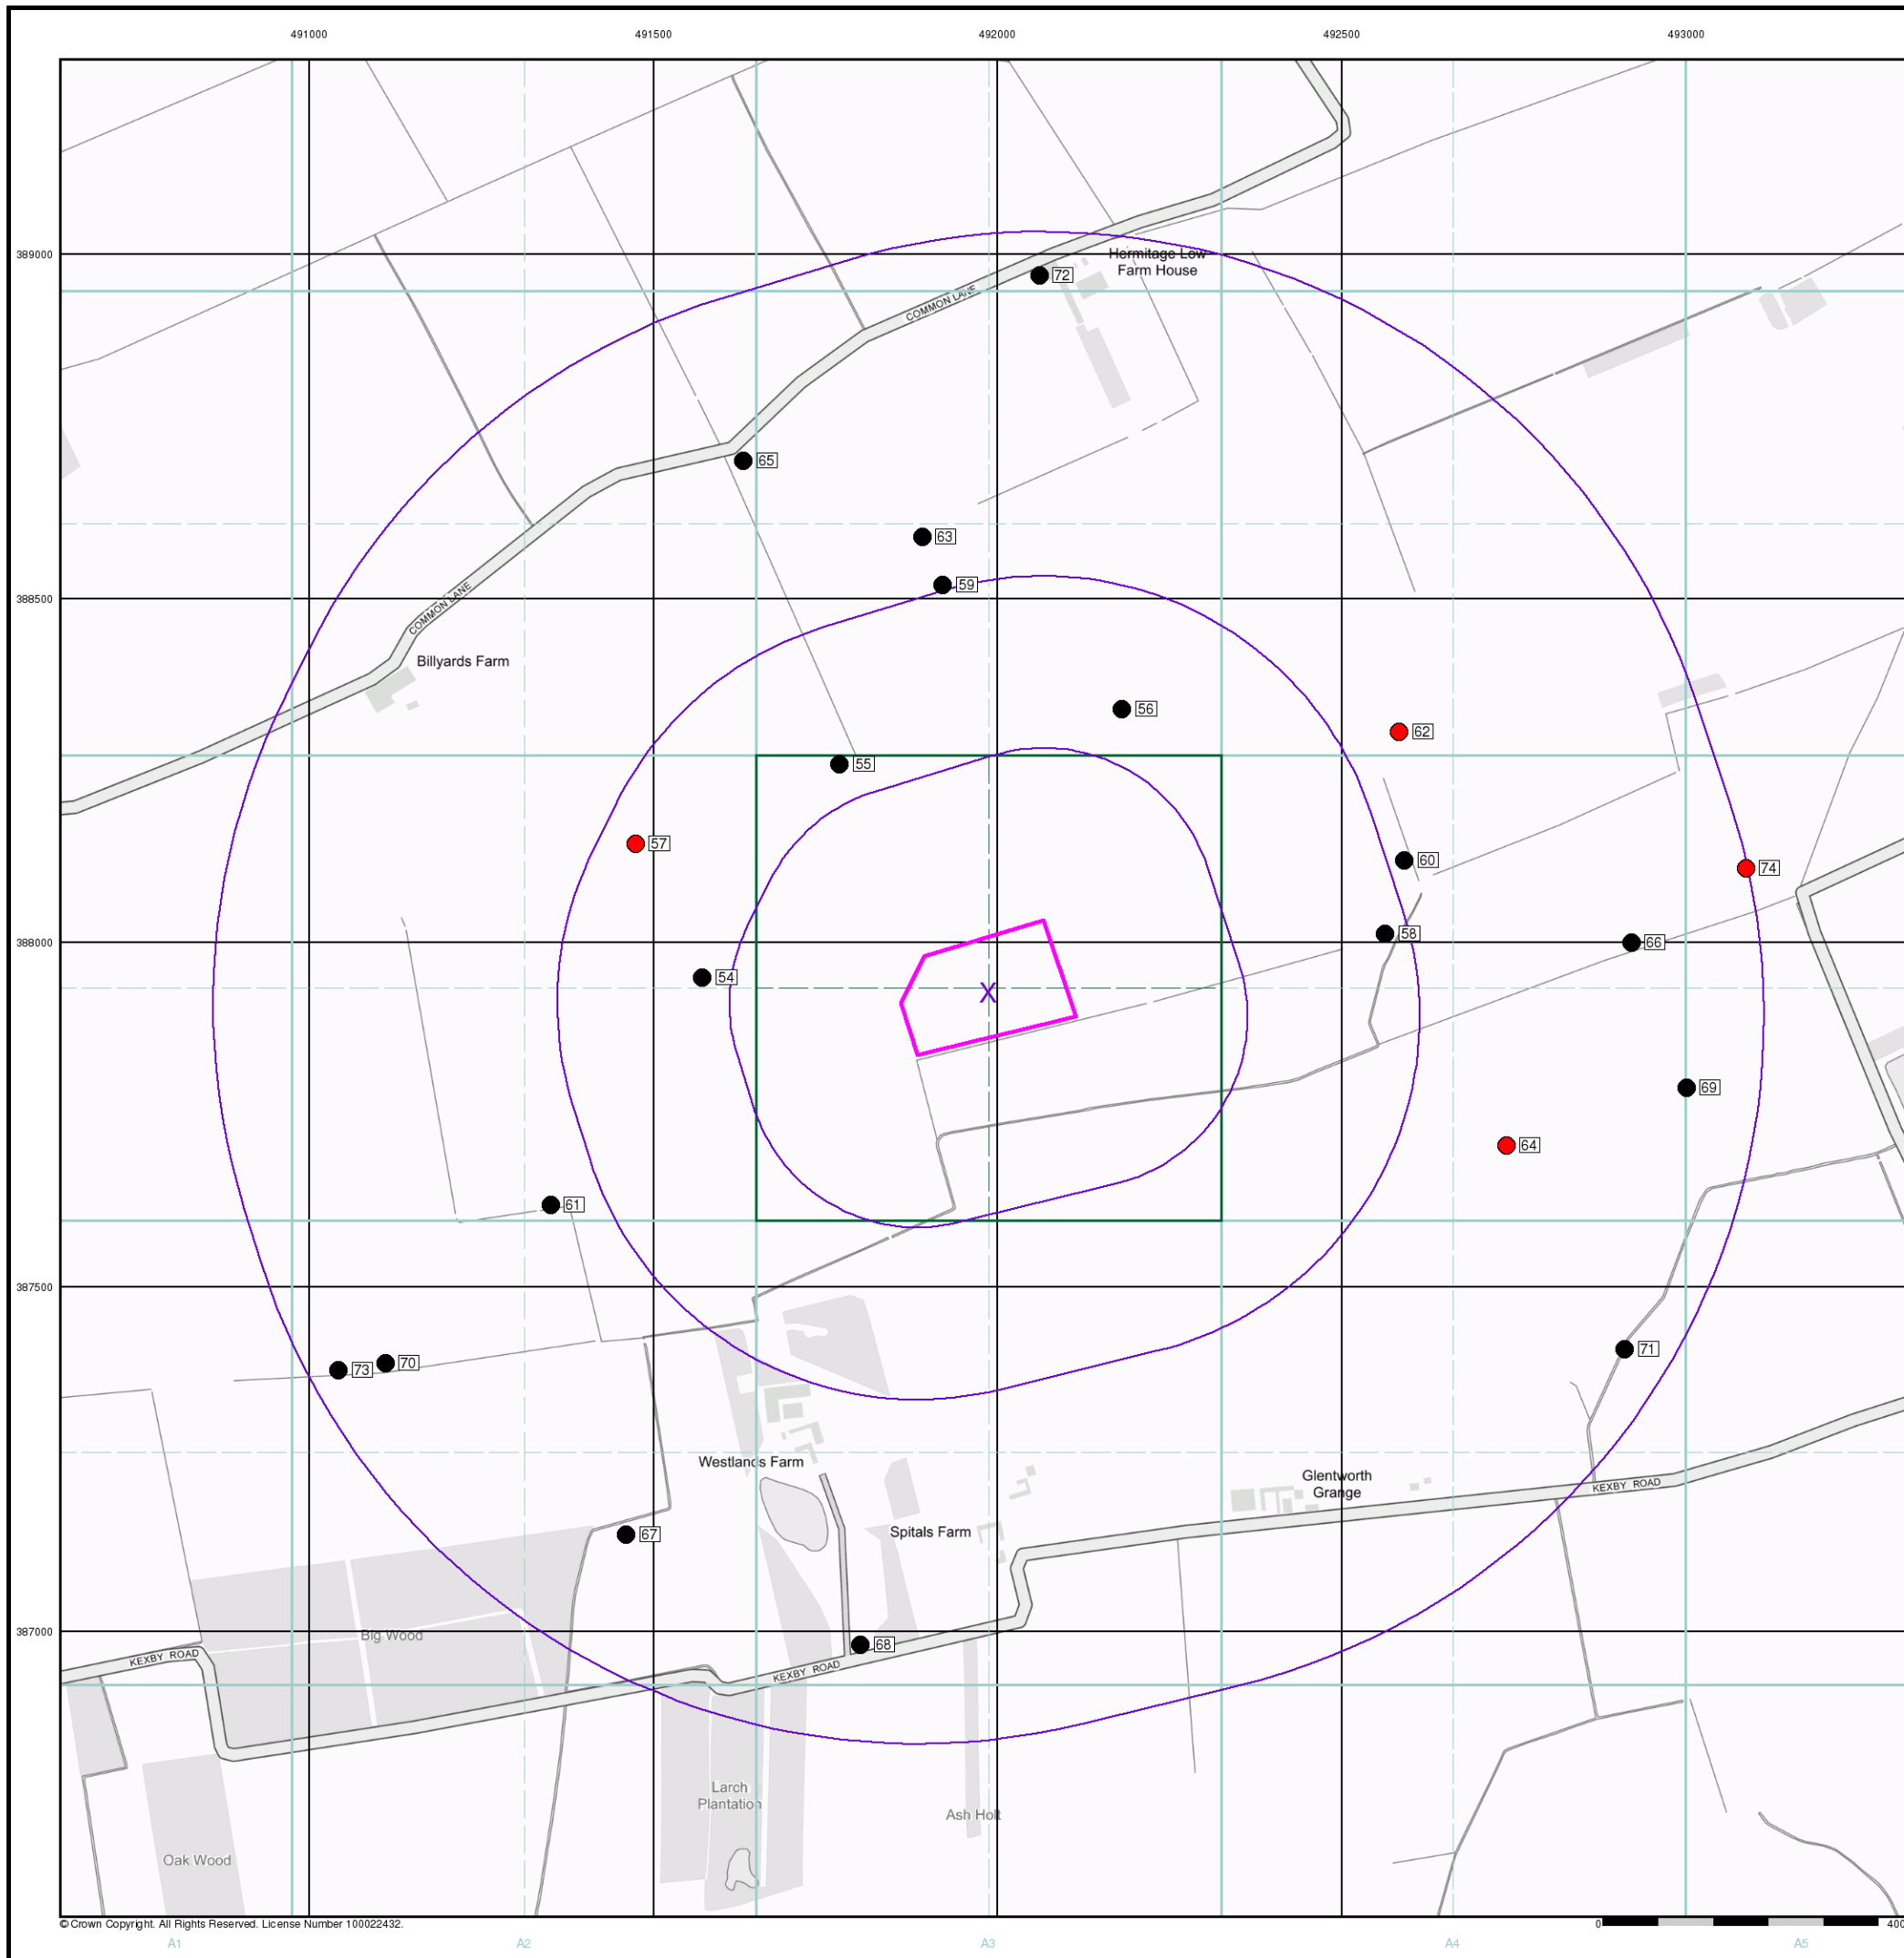 491000 491500 492000 492500 493000
389000
Hermitage Low
Farm House
72
COMMON LANE
65
63
59
388500
COMMON LANE
Billyards Farm
56
62
55
57
60
74
388000
58
66
54
X
69
64
61
387500
71
73
70
Westlands Farm
Glentworth
Grange
KEXBY ROAD
Spitals Farm
67
387000
Big Wood
68
KEXBY ROAD
KEXBY ROAD
Larch
Plantation
Ash Holt
Oak Wood
© Crown Copyright. All Rights Reserved. License Number 100022432.
0 400
A1 A2 A3 A4 A5